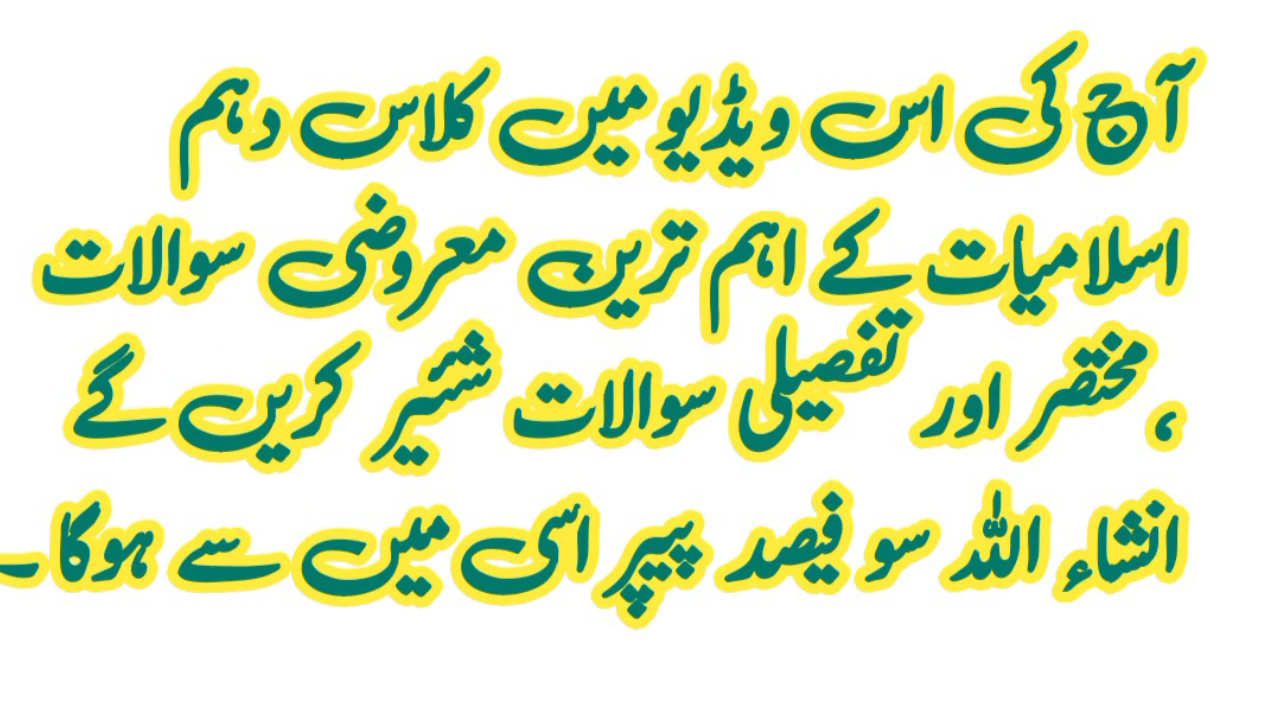 آج کی اس ویڈیو میں کلاس دہم
اسلامیات کے اہم ترین معروضی سوالات
، مختصر اور تفصیلی سوالات شئیر کریں گے
انشاءِ اللہ سو فیصد پیپر اسی میں سے ہوگا ۔